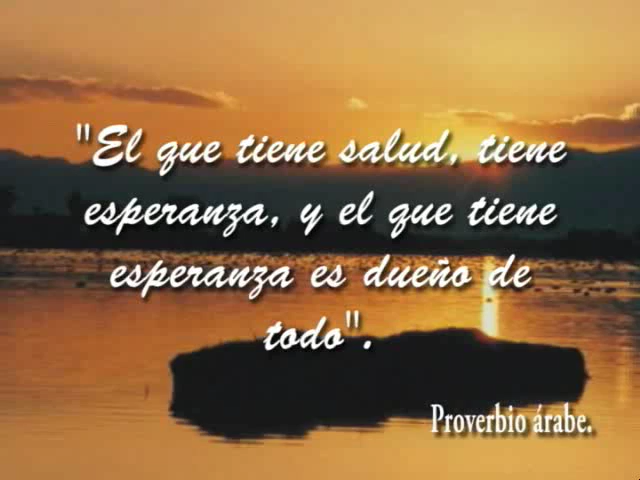 "El que tiene salud, tiene
esperanza, y el que tiene
esperanza es dueño de
todo".
Proverbio árabe.